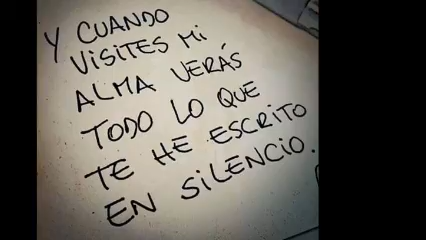 Y CUANDO
ViSiTES Mi
ALMA VERÁS
TODO LO QUE
TE HE ESCRITO
EN SiLENCiO.